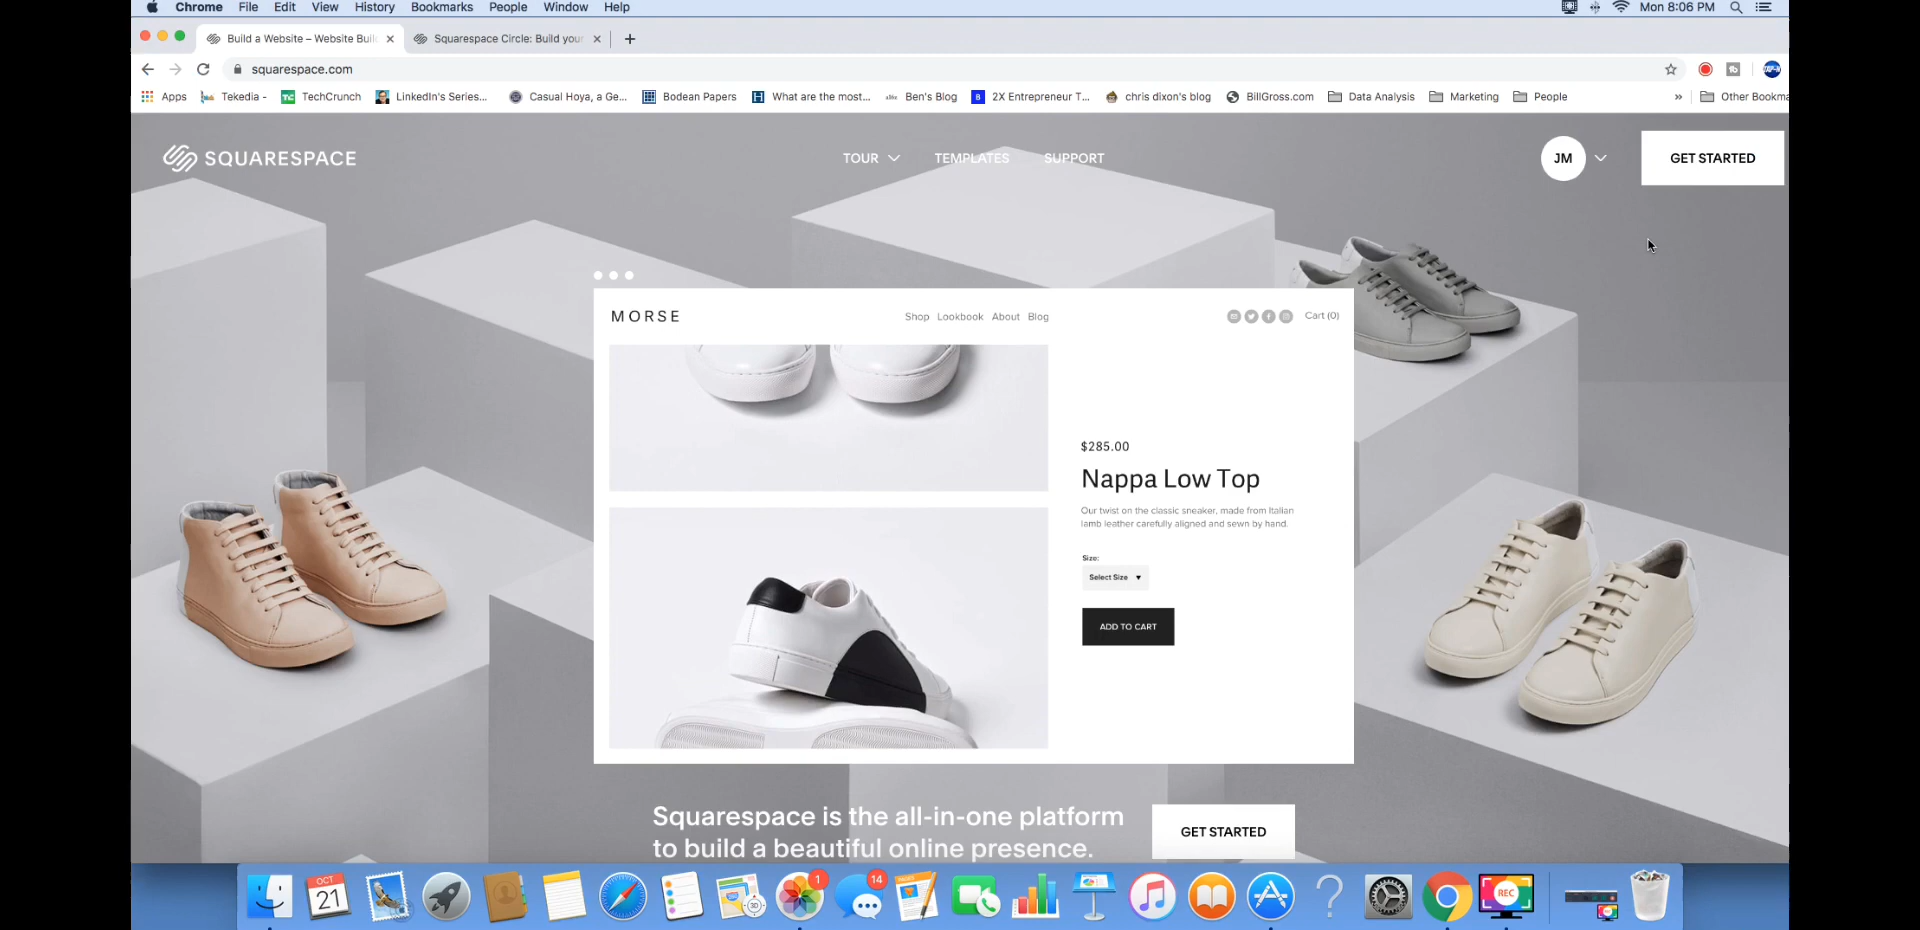 Chrome File Edit View History Bookmarks People Window Help Mon 8:06 PM
Build a Website – Website Buil Squarespace Circle: Build your
squarespace.com
Apps Tekedia - TechCrunch LinkedIn's Series... Casual Hoya, a Ge... Bodean Papers What are the most... Ben's Blog 2X Entrepreneur T... chris dixon's blog BillGross.com Data Analysis Marketing People » Other Bookma
SQUARESPACE TOUR TEMPLATES SUPPORT JM GET STARTED
MORSE Shop Lookbook About Blog Cart (0)
$285.00
Nappa Low Top
Our twist on the classic sneaker, made from Italian
lamb leather carefully aligned and sewn by hand.
Size:
Select Size
ADD TO CART
Squarespace is the all-in-one platform
to build a beautiful online presence.
GET STARTED
OCT
21
1
14
PAGES
3D
REC